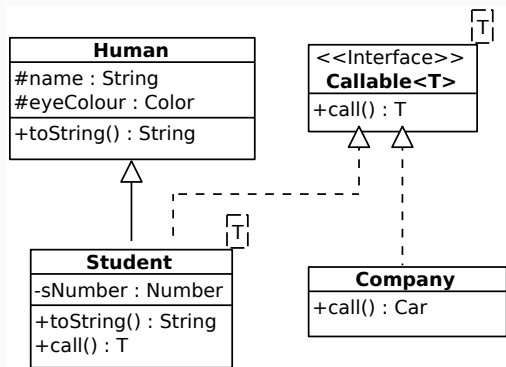 Human
#name : String
#eyeColour : Color
+toString() : String
T
<<Interface>>
Callable<T>
+call() : T
T
Student
-sNumber : Number
+toString() : String
+call() : T
Company
+call() : Car